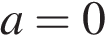 a = 0